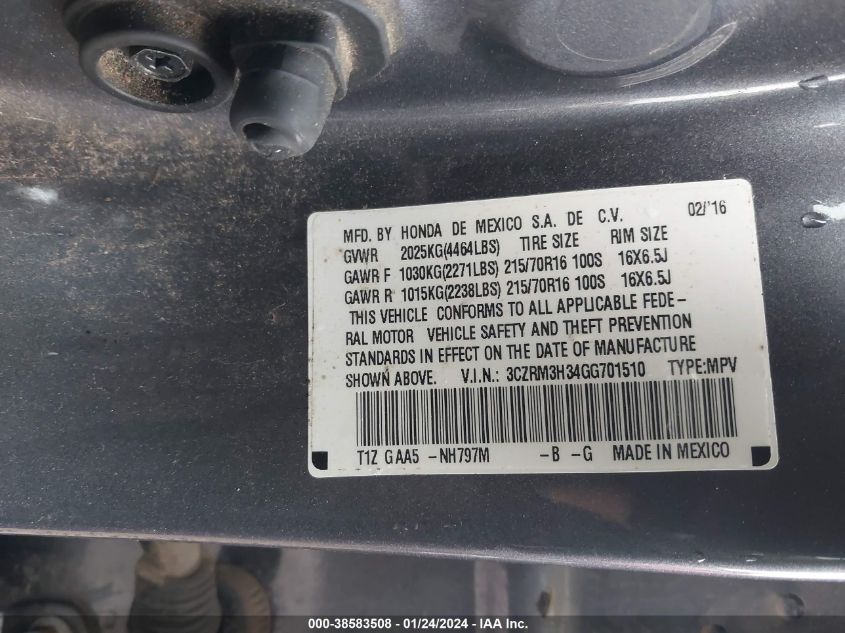 MFD. BY HONDA DE MEXICO S.A. DE C.V. 02/'16
GVWR 2025KG(4464LBS) TIRE SIZE RIM SIZE
GAWR F 1030KG(2271LBS) 215/70R16 100S 16X6.5J
GAWR R 1015KG(2238LBS) 215/70R16 100S 16X6.5J
THIS VEHICLE CONFORMS TO ALL APPLICABLE FEDE-
RAL MOTOR VEHICLE SAFETY AND THEFT PREVENTION
STANDARDS IN EFFECT ON THE DATE OF MANUFACTURE
SHOWN ABOVE. V.I.N.: 3CZRM3H34GG701510 TYPE:MPV
T1Z GAA5 -NH797M -B -G MADE IN MEXICO
000-38583508 - 01/24/2024 - IAA Inc.